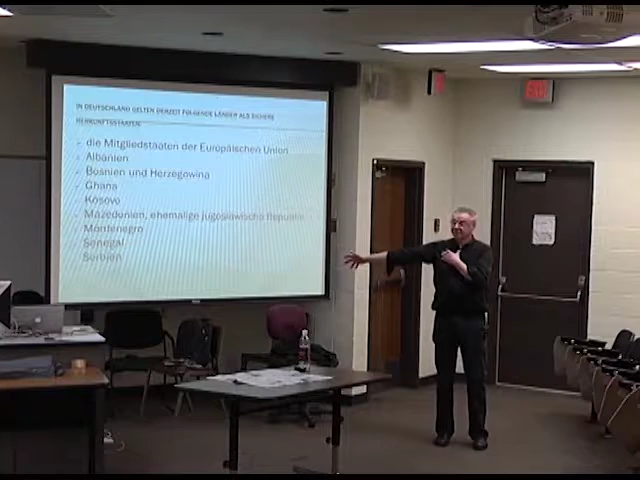 IN DEUTSCHLAND GELTEN DERZEIT FOLGENDE LÄNDER ALS SICHERE
HERKUNFTSSTAATEN:
- die Mitgliedstaaten der Europäischen Union
- Albanien
- Bosnien und Herzegowina
- Ghana
- Kosovo
- Mazedonien, ehemalige jugoslawische Republik
- Montenegro
- Senegal
- Serbien
EXIT